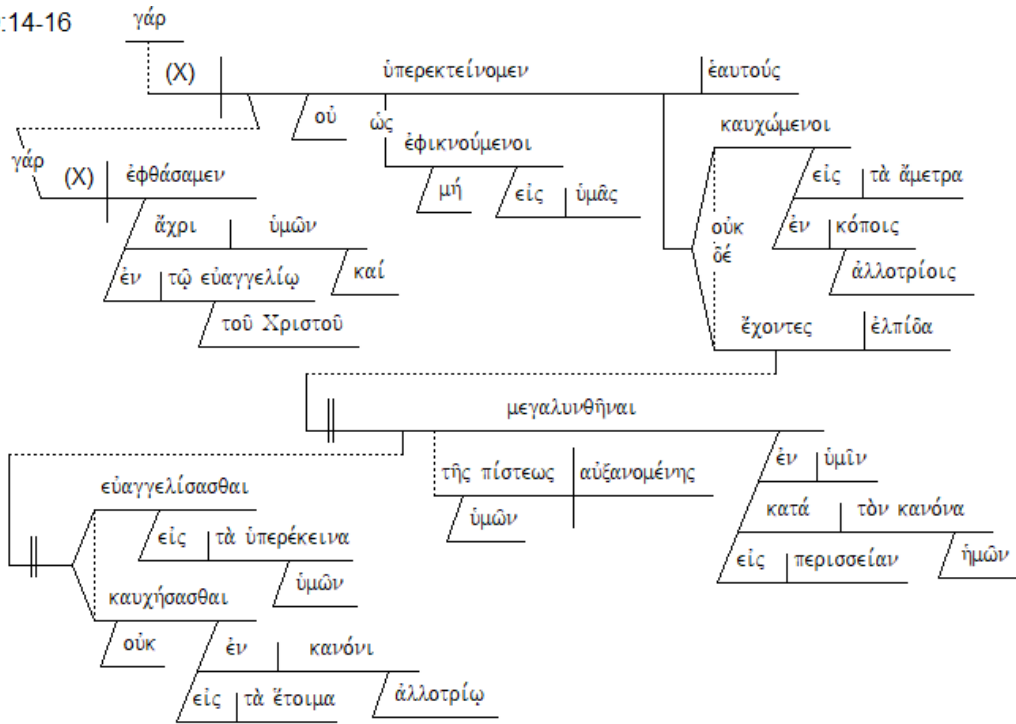 :14-16
γάρ
(X) ὑπερεκτείνομεν ἑαυτούς
οὐ ὡς
καυχώμενοι
γάρ (X) ἐφθάσαμεν
ἐφικνούμενοι
μή εἰς ὑμᾶς
εἰς τὰ ἄμετρα
ἄχρι ὑμῶν
καί
οὐκ
δέ
ἐν κόποις
ἀλλοτρίοις
ἐν τῷ εὐαγγελίῳ
τοῦ Χριστοῦ
ἔχοντες ἐλπίδα
μεγαλυνθῆναι
τῆς πίστεως αὐξανομένης
ὑμῶν
ἐν ὑμῖν
κατά τὸν κανόνα
ἡμῶν
εἰς περισσείαν
εὐαγγελίσασθαι
εἰς τὰ ὑπερέκεινα
ὑμῶν
καυχήσασθαι
οὐκ
ἐν κανόνι
ἀλλοτρίῳ
εἰς τὰ ἕτοιμα